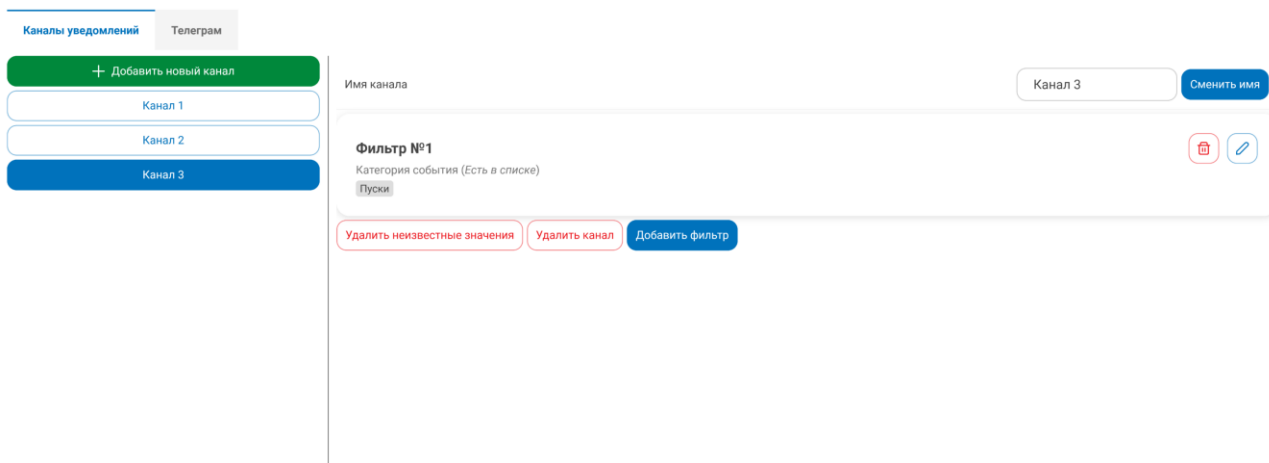 Каналы уведомлений
Телеграм
Добавить новый канал
Канал 1
Канал 2
Канал 3
Имя канала
Канал 3
Сменить имя
Фильтр №1
Категория события (Есть в списке)
Пуски
Удалить неизвестные значения
Удалить канал
Добавить фильтр